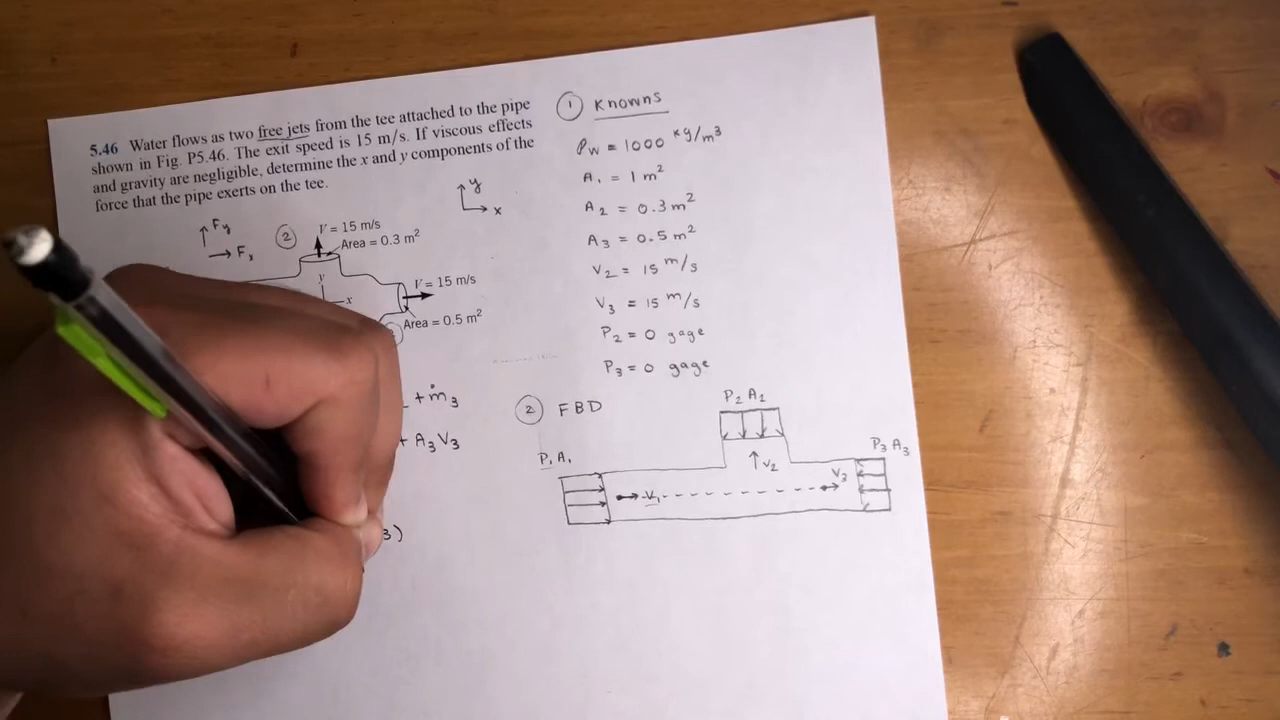 5.46 Water flows as two free jets from the tee attached to the pipe
shown in Fig. P5.46. The exit speed is 15 m/s. If viscous effects
and gravity are negligible, determine the x and y components of the
force that the pipe exerts on the tee.
y
x
Fy
Fx
2
V = 15 m/s
Area = 0.3 m²
y
x
V = 15 m/s
Area = 0.5 m²
+ ṁ3
+ A3V3
3)
1 Knowns
ρw = 1000 kg/m³
A1 = 1 m²
A2 = 0.3 m²
A3 = 0.5 m²
V2 = 15 m/s
V3 = 15 m/s
P2 = 0 gage
P3 = 0 gage
2 FBD
P2 A2
P1 A1
P3 A3
V2
V3
V1